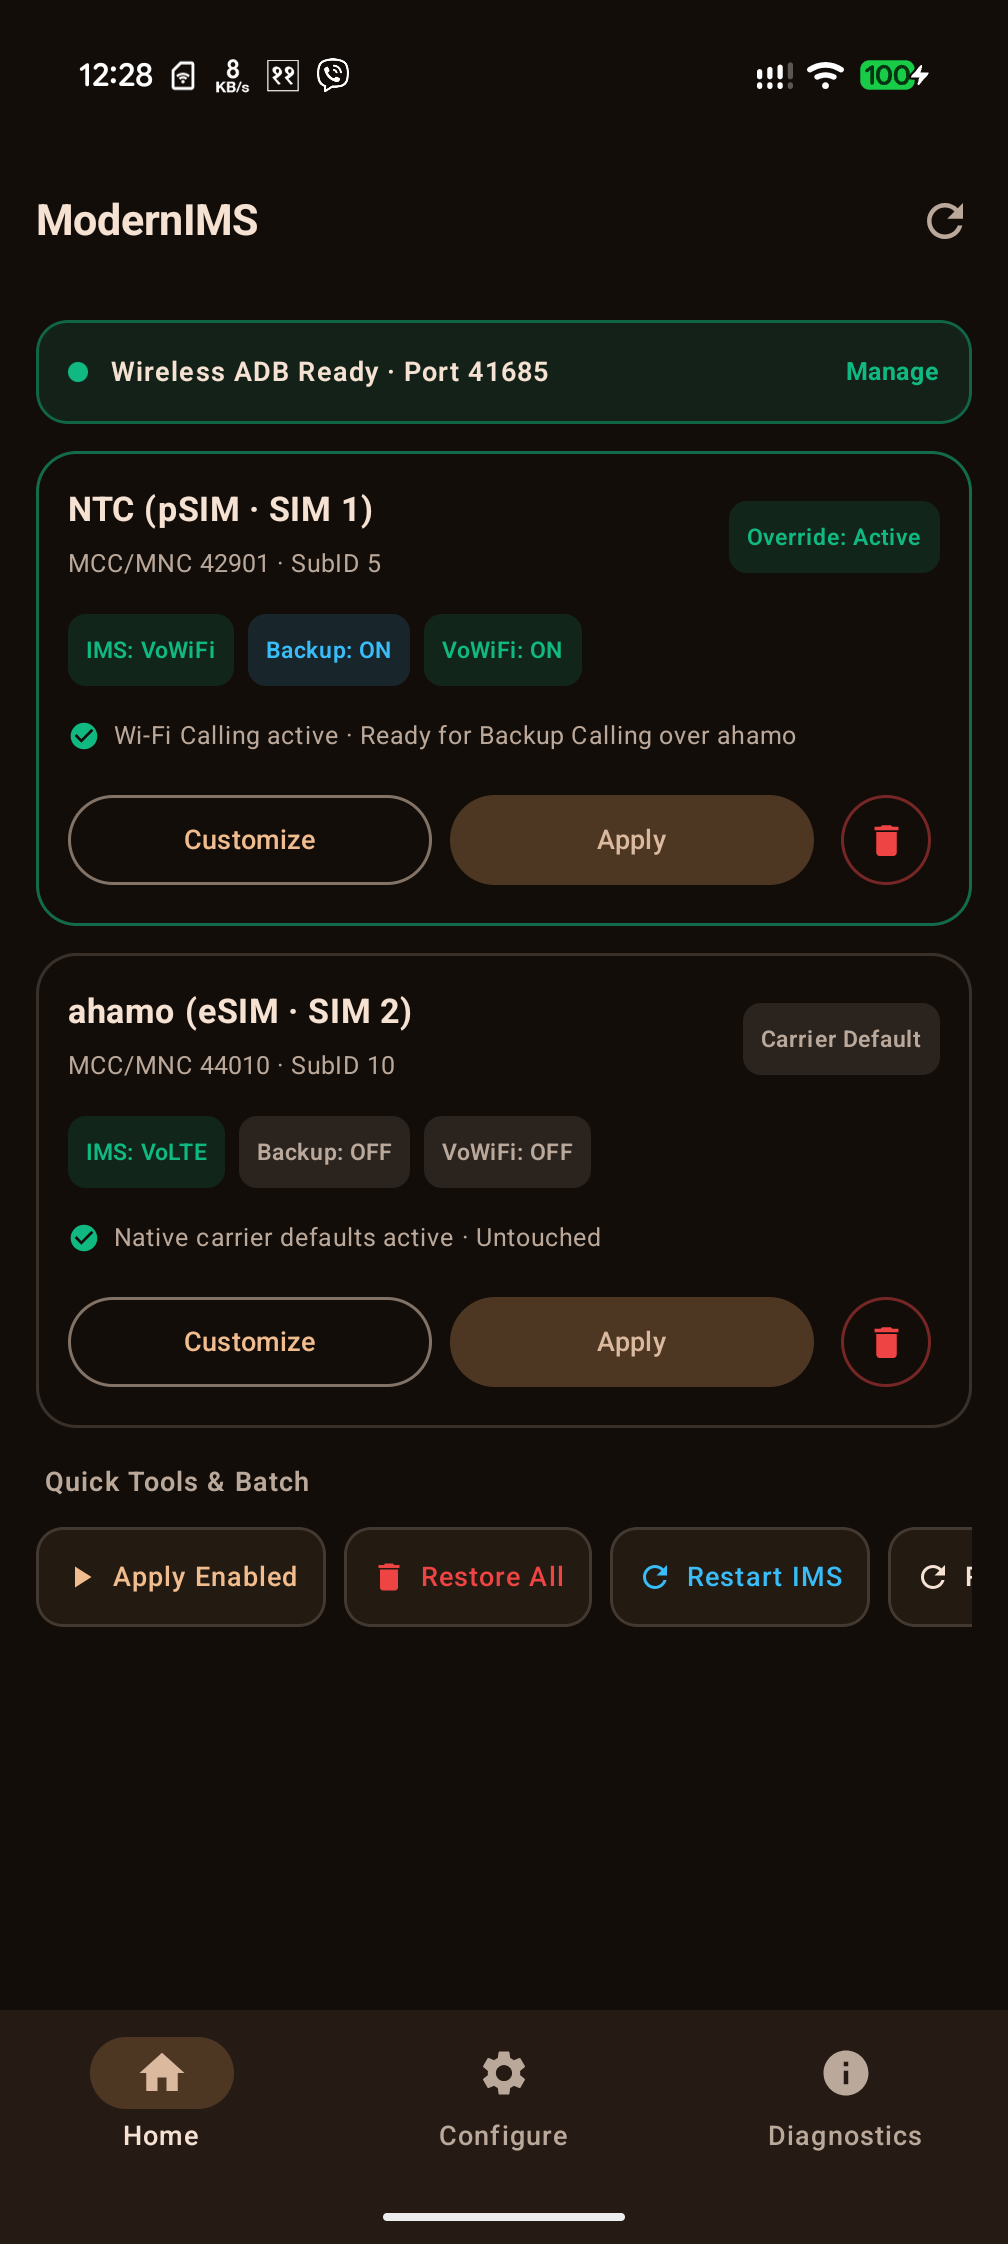 12:28
8
KB/s
११
100
ModernIMS
Wireless ADB Ready · Port 41685
Manage
NTC (pSIM · SIM 1)
MCC/MNC 42901 · SubID 5
Override: Active
IMS: VoWiFi
Backup: ON
VoWiFi: ON
Wi-Fi Calling active · Ready for Backup Calling over ahamo
Customize
Apply
ahamo (eSIM · SIM 2)
MCC/MNC 44010 · SubID 10
Carrier Default
IMS: VoLTE
Backup: OFF
VoWiFi: OFF
Native carrier defaults active · Untouched
Customize
Apply
Quick Tools & Batch
Apply Enabled
Restore All
Restart IMS
Home
Configure
Diagnostics